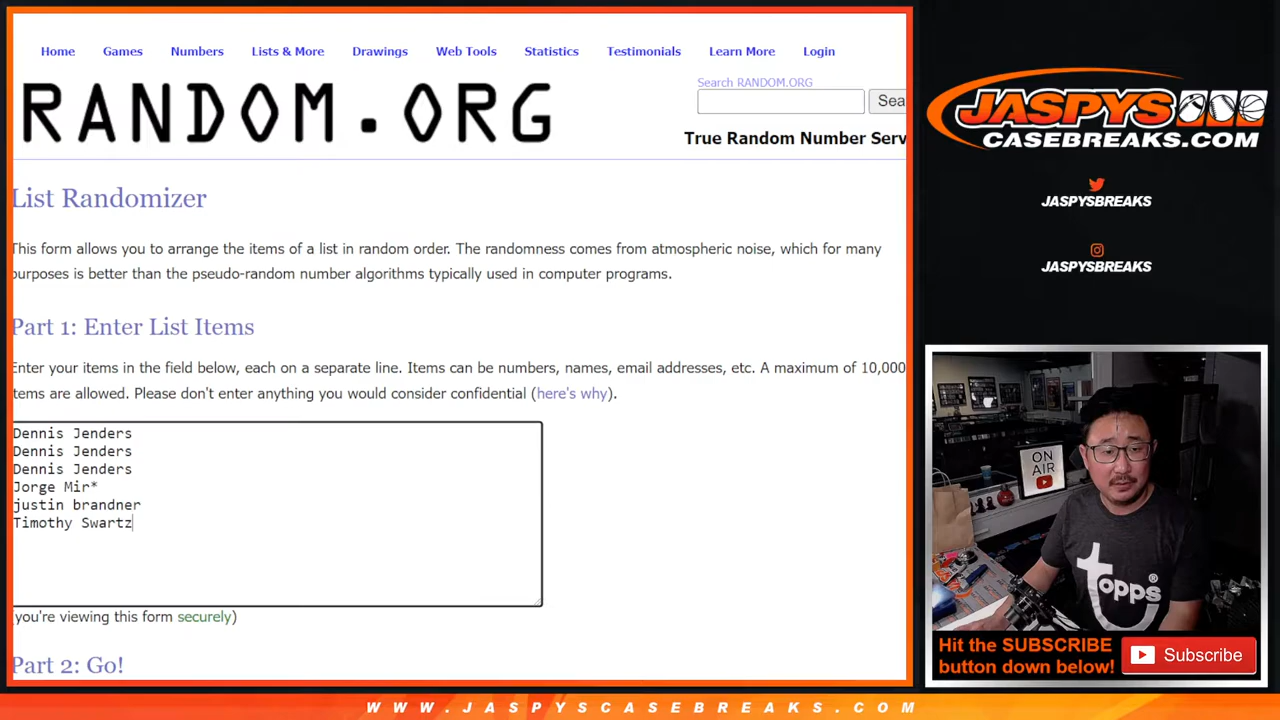 Home Games Numbers Lists & More Drawings Web Tools Statistics Testimonials Learn More Login
RANDOM.ORG
Search RANDOM.ORG
Sea
True Random Number Serv
List Randomizer
This form allows you to arrange the items of a list in random order. The randomness comes from atmospheric noise, which for many
purposes is better than the pseudo-random number algorithms typically used in computer programs.
Part 1: Enter List Items
Enter your items in the field below, each on a separate line. Items can be numbers, names, email addresses, etc. A maximum of 10,000
items are allowed. Please don't enter anything you would consider confidential (here's why).
Dennis Jenders
Dennis Jenders
Dennis Jenders
Jorge Mir*
justin brandner
Timothy Swartz
(you're viewing this form securely)
Part 2: Go!
JASPYS
CASEBREAKS.COM
JASPYSBREAKS
JASPYSBREAKS
ON
AIR
topps
Hit the SUBSCRIBE
button down below!
Subscribe
WWW.JASPYSCASEBREAKS.COM